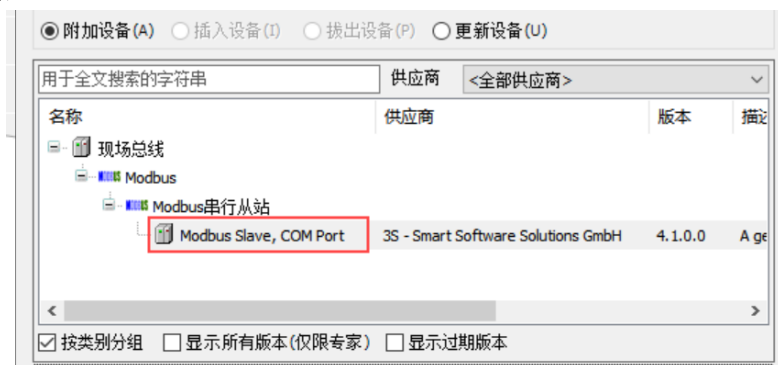 附加设备(A) 插入设备(I) 拔出设备(P) 更新设备(U)
用于全文搜索的字符串 供应商 <全部供应商>
名称 供应商 版本 描述
现场总线
Modbus
Modbus串行从站
Modbus Slave, COM Port 3S - Smart Software Solutions GmbH 4.1.0.0 A ge
按类别分组 显示所有版本(仅限专家) 显示过期版本